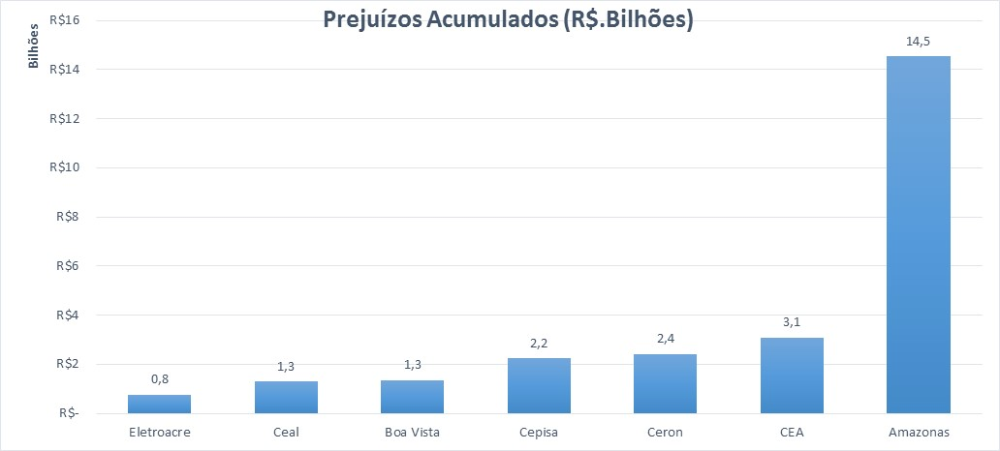 Prejuízos Acumulados (R$.Bilhões)
Bilhões
R$16
R$14
R$12
R$10
R$8
R$6
R$4
R$2
R$-
0,8
1,3
1,3
2,2
2,4
3,1
14,5
Eletroacre
Ceal
Boa Vista
Cepisa
Ceron
CEA
Amazonas